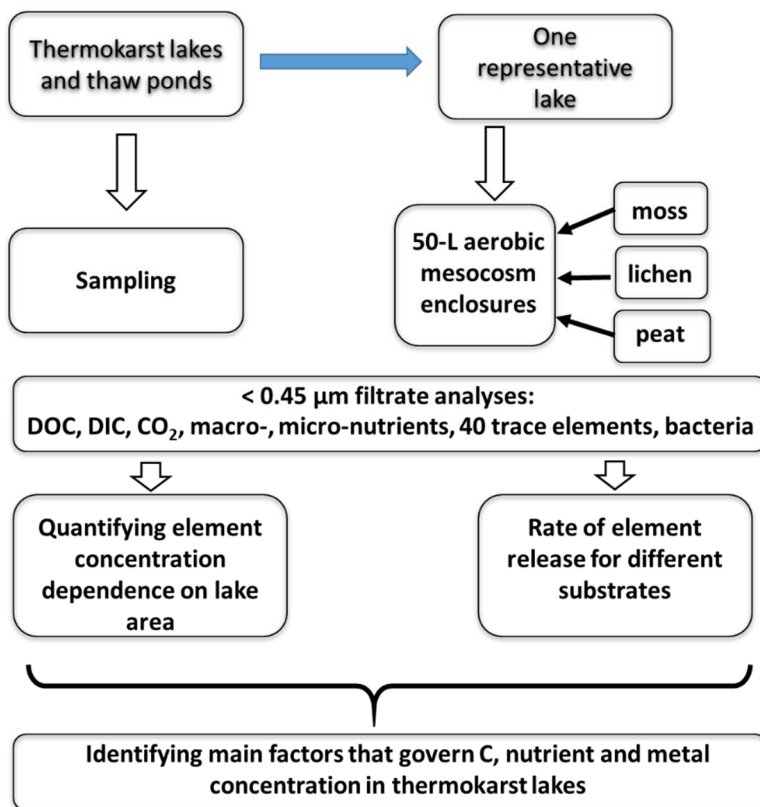 Thermokarst lakes
and thaw ponds
One
representative
lake
Sampling
50-L aerobic
mesocosm
enclosures
moss
lichen
peat
< 0.45 µm filtrate analyses:
DOC, DIC, CO₂, macro-, micro-nutrients, 40 trace elements, bacteria
Quantifying element
concentration
dependence on lake
area
Rate of element
release for different
substrates
Identifying main factors that govern C, nutrient and metal
concentration in thermokarst lakes